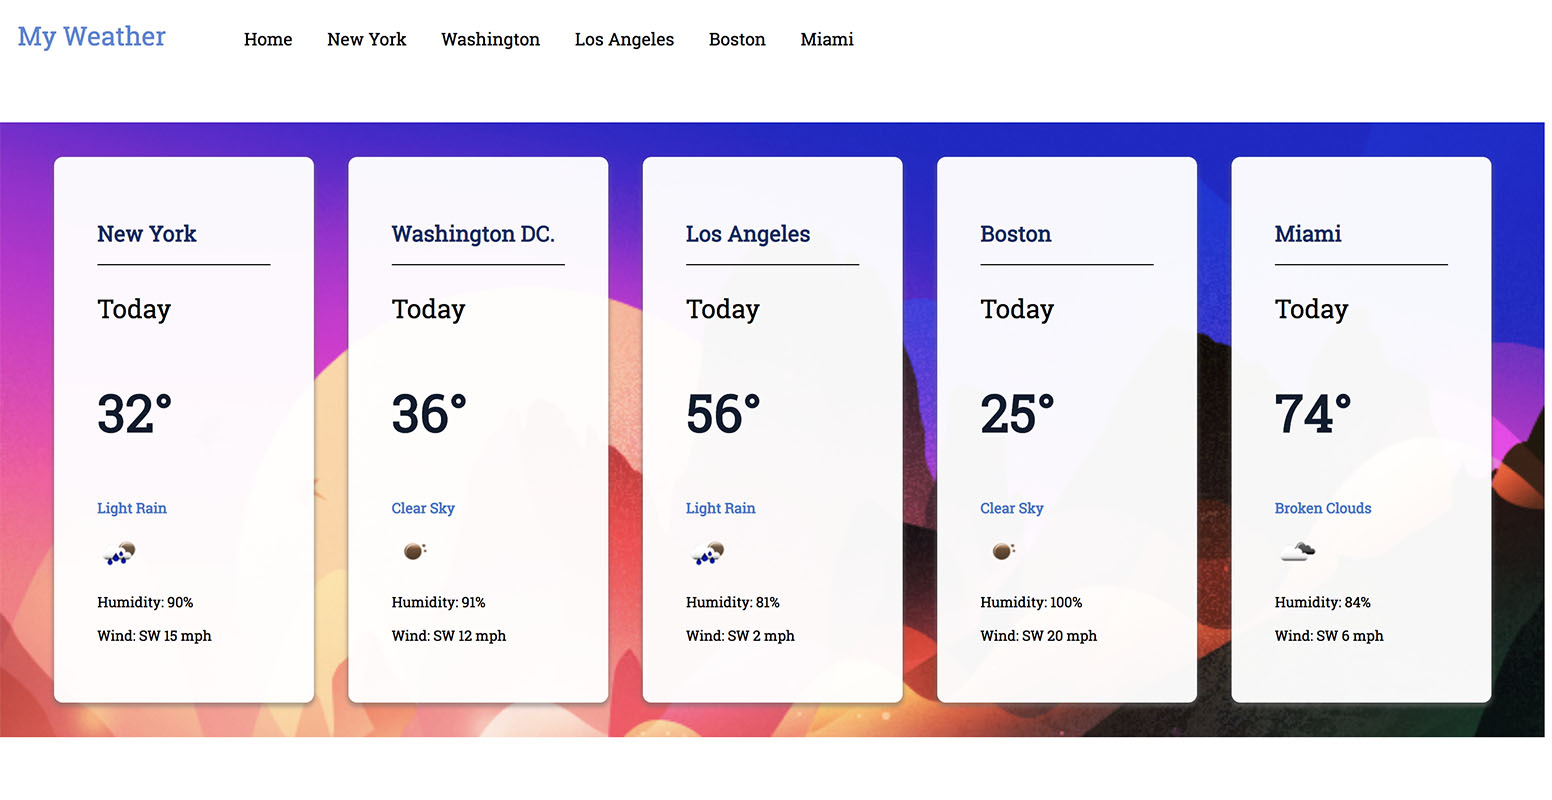 My Weather
Home New York Washington Los Angeles Boston Miami
New York
Today
32°
Light Rain
Humidity: 90%
Wind: SW 15 mph
Washington DC.
Today
36°
Clear Sky
Humidity: 91%
Wind: SW 12 mph
Los Angeles
Today
56°
Light Rain
Humidity: 81%
Wind: SW 2 mph
Boston
Today
25°
Clear Sky
Humidity: 100%
Wind: SW 20 mph
Miami
Today
74°
Broken Clouds
Humidity: 84%
Wind: SW 6 mph